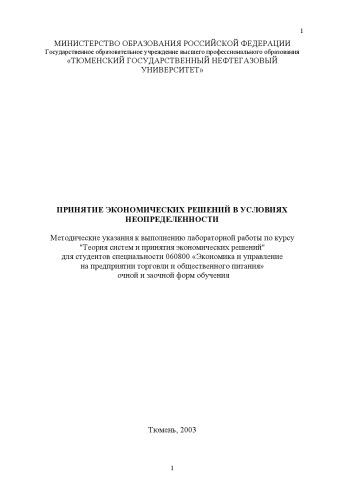 1
МИНИСТЕРСТВО ОБРАЗОВАНИЯ РОССИЙСКОЙ ФЕДЕРАЦИИ
Государственное образовательное учреждение высшего профессионального образования
«ТЮМЕНСКИЙ ГОСУДАРСТВЕННЫЙ НЕФТЕГАЗОВЫЙ
УНИВЕРСИТЕТ»
ПРИНЯТИЕ ЭКОНОМИЧЕСКИХ РЕШЕНИЙ В УСЛОВИЯХ
НЕОПРЕДЕЛЕННОСТИ
Методические указания к выполнению лабораторной работы по курсу
"Теория систем и принятия экономических решений"
для студентов специальности 060800 «Экономика и управление
на предприятии торговли и общественного питания»
очной и заочной форм обучения
Тюмень, 2003
1